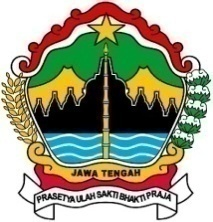 JAWA TENGAH
PRASETYA ULAH SAKTI BHAKTI PRAJA